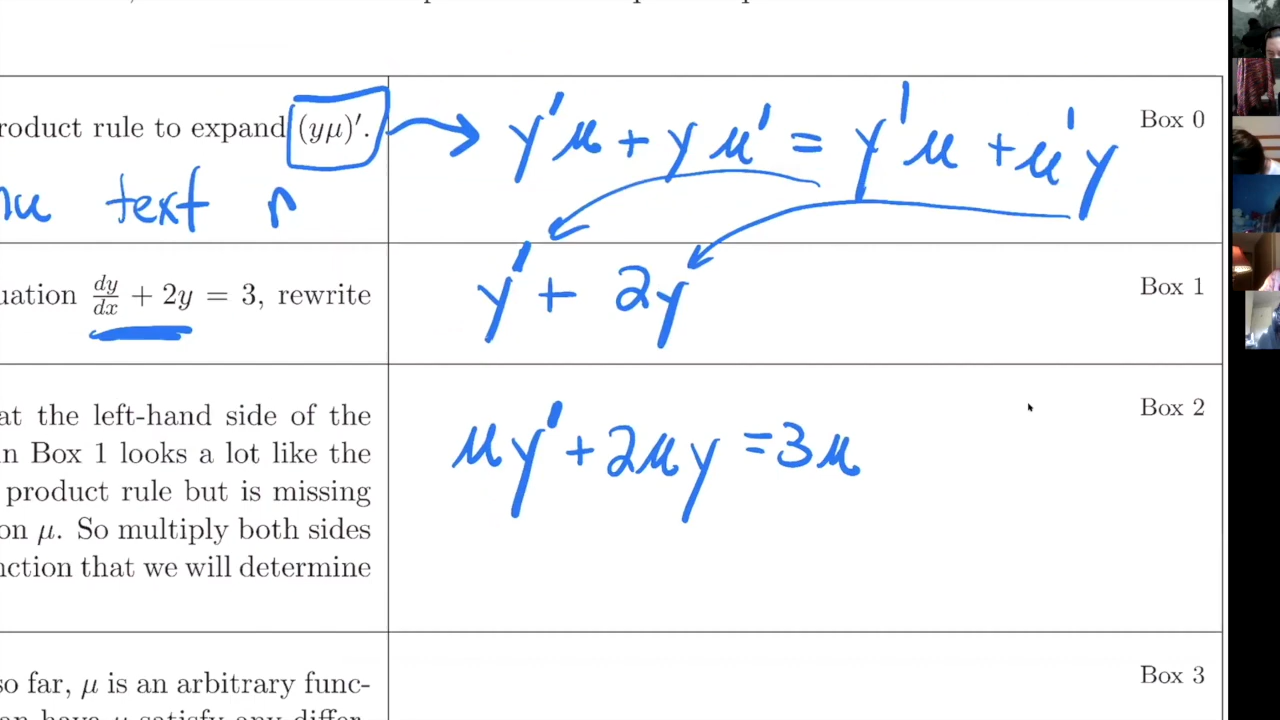 roduct rule to expand (yμ)′. y'μ + yμ' = y'μ + μ'y Box 0
text
uation dy/dx + 2y = 3, rewrite y' + 2y Box 1
at the left-hand side of the μy' + 2μy = 3μ Box 2
n Box 1 looks a lot like the
product rule but is missing
on μ. So multiply both sides
nction that we will determine
so far, μ is an arbitrary func- Box 3